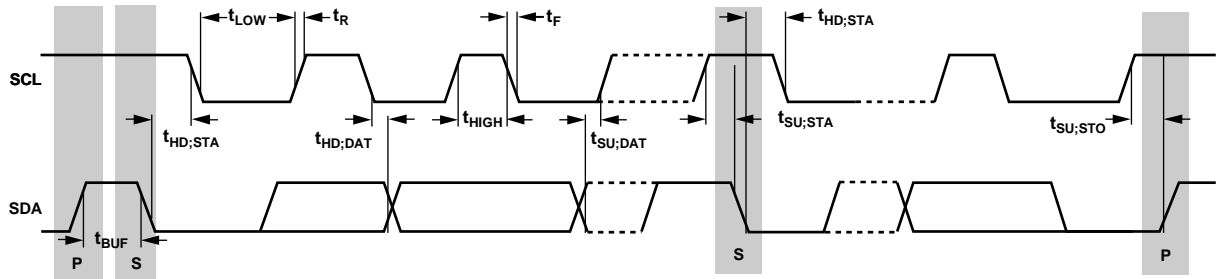 tLOW tR tF tHD;STA
SCL
tHD;STA tHD;DAT tHIGH tSU;DAT tSU;STA tSU;STO
SDA
tBUF
P S S P